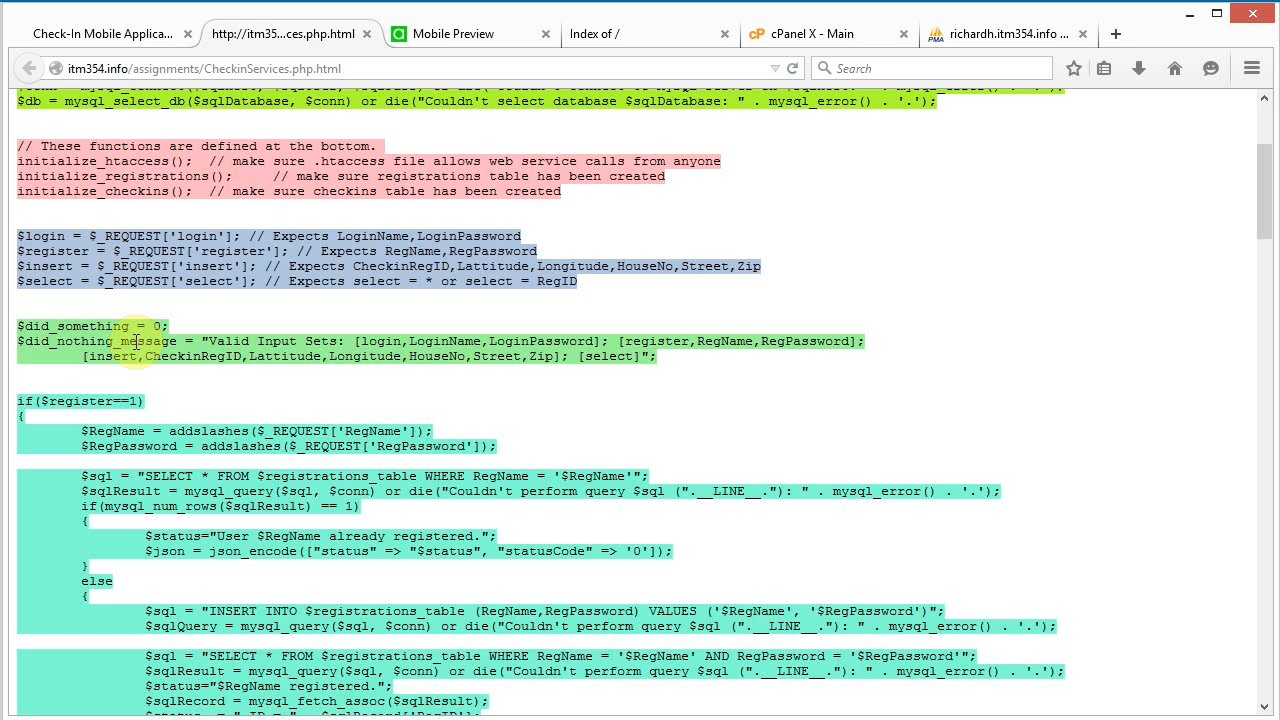 Check-In Mobile Applica...
http://itm35...ces.php.html
Mobile Preview
Index of /
cPanel X - Main
richardh.itm354.info ...
itm354.info/assignments/CheckinServices.php.html
Search
$db = mysql_select_db($sqlDatabase, $conn) or die("Couldn't select database $sqlDatabase: " . mysql_error() . '.');
// These functions are defined at the bottom.
initialize_htaccess();  // make sure .htaccess file allows web service calls from anyone
initialize_registrations();     // make sure registrations table has been created
initialize_checkins();  // make sure checkins table has been created
$login = $_REQUEST['login']; // Expects LoginName,LoginPassword
$register = $_REQUEST['register']; // Expects RegName,RegPassword
$insert = $_REQUEST['insert']; // Expects CheckinRegID,Lattitude,Longitude,HouseNo,Street,Zip
$select = $_REQUEST['select']; // Expects select = * or select = RegID
$did_something = 0;
$did_nothing_message = "Valid Input Sets: [login,LoginName,LoginPassword]; [register,RegName,RegPassword];
[insert,CheckinRegID,Lattitude,Longitude,HouseNo,Street,Zip]; [select]";
if($register==1)
{
$RegName = addslashes($_REQUEST['RegName']);
$RegPassword = addslashes($_REQUEST['RegPassword']);
$sql = "SELECT * FROM $registrations_table WHERE RegName = '$RegName'";
$sqlResult = mysql_query($sql, $conn) or die("Couldn't perform query $sql (".__LINE__."): " . mysql_error() . '.');
if(mysql_num_rows($sqlResult) == 1)
{
$status="User $RegName already registered.";
$json = json_encode(["status" => "$status", "statusCode" => '0']);
}
else
{
$sql = "INSERT INTO $registrations_table (RegName,RegPassword) VALUES ('$RegName', '$RegPassword')";
$sqlQuery = mysql_query($sql, $conn) or die("Couldn't perform query $sql (".__LINE__."): " . mysql_error() . '.');
$sql = "SELECT * FROM $registrations_table WHERE RegName = '$RegName' AND RegPassword = '$RegPassword'";
$sqlResult = mysql_query($sql, $conn) or die("Couldn't perform query $sql (".__LINE__."): " . mysql_error() . '.');
$status="$RegName registered.";
$sqlRecord = mysql_fetch_assoc($sqlResult);